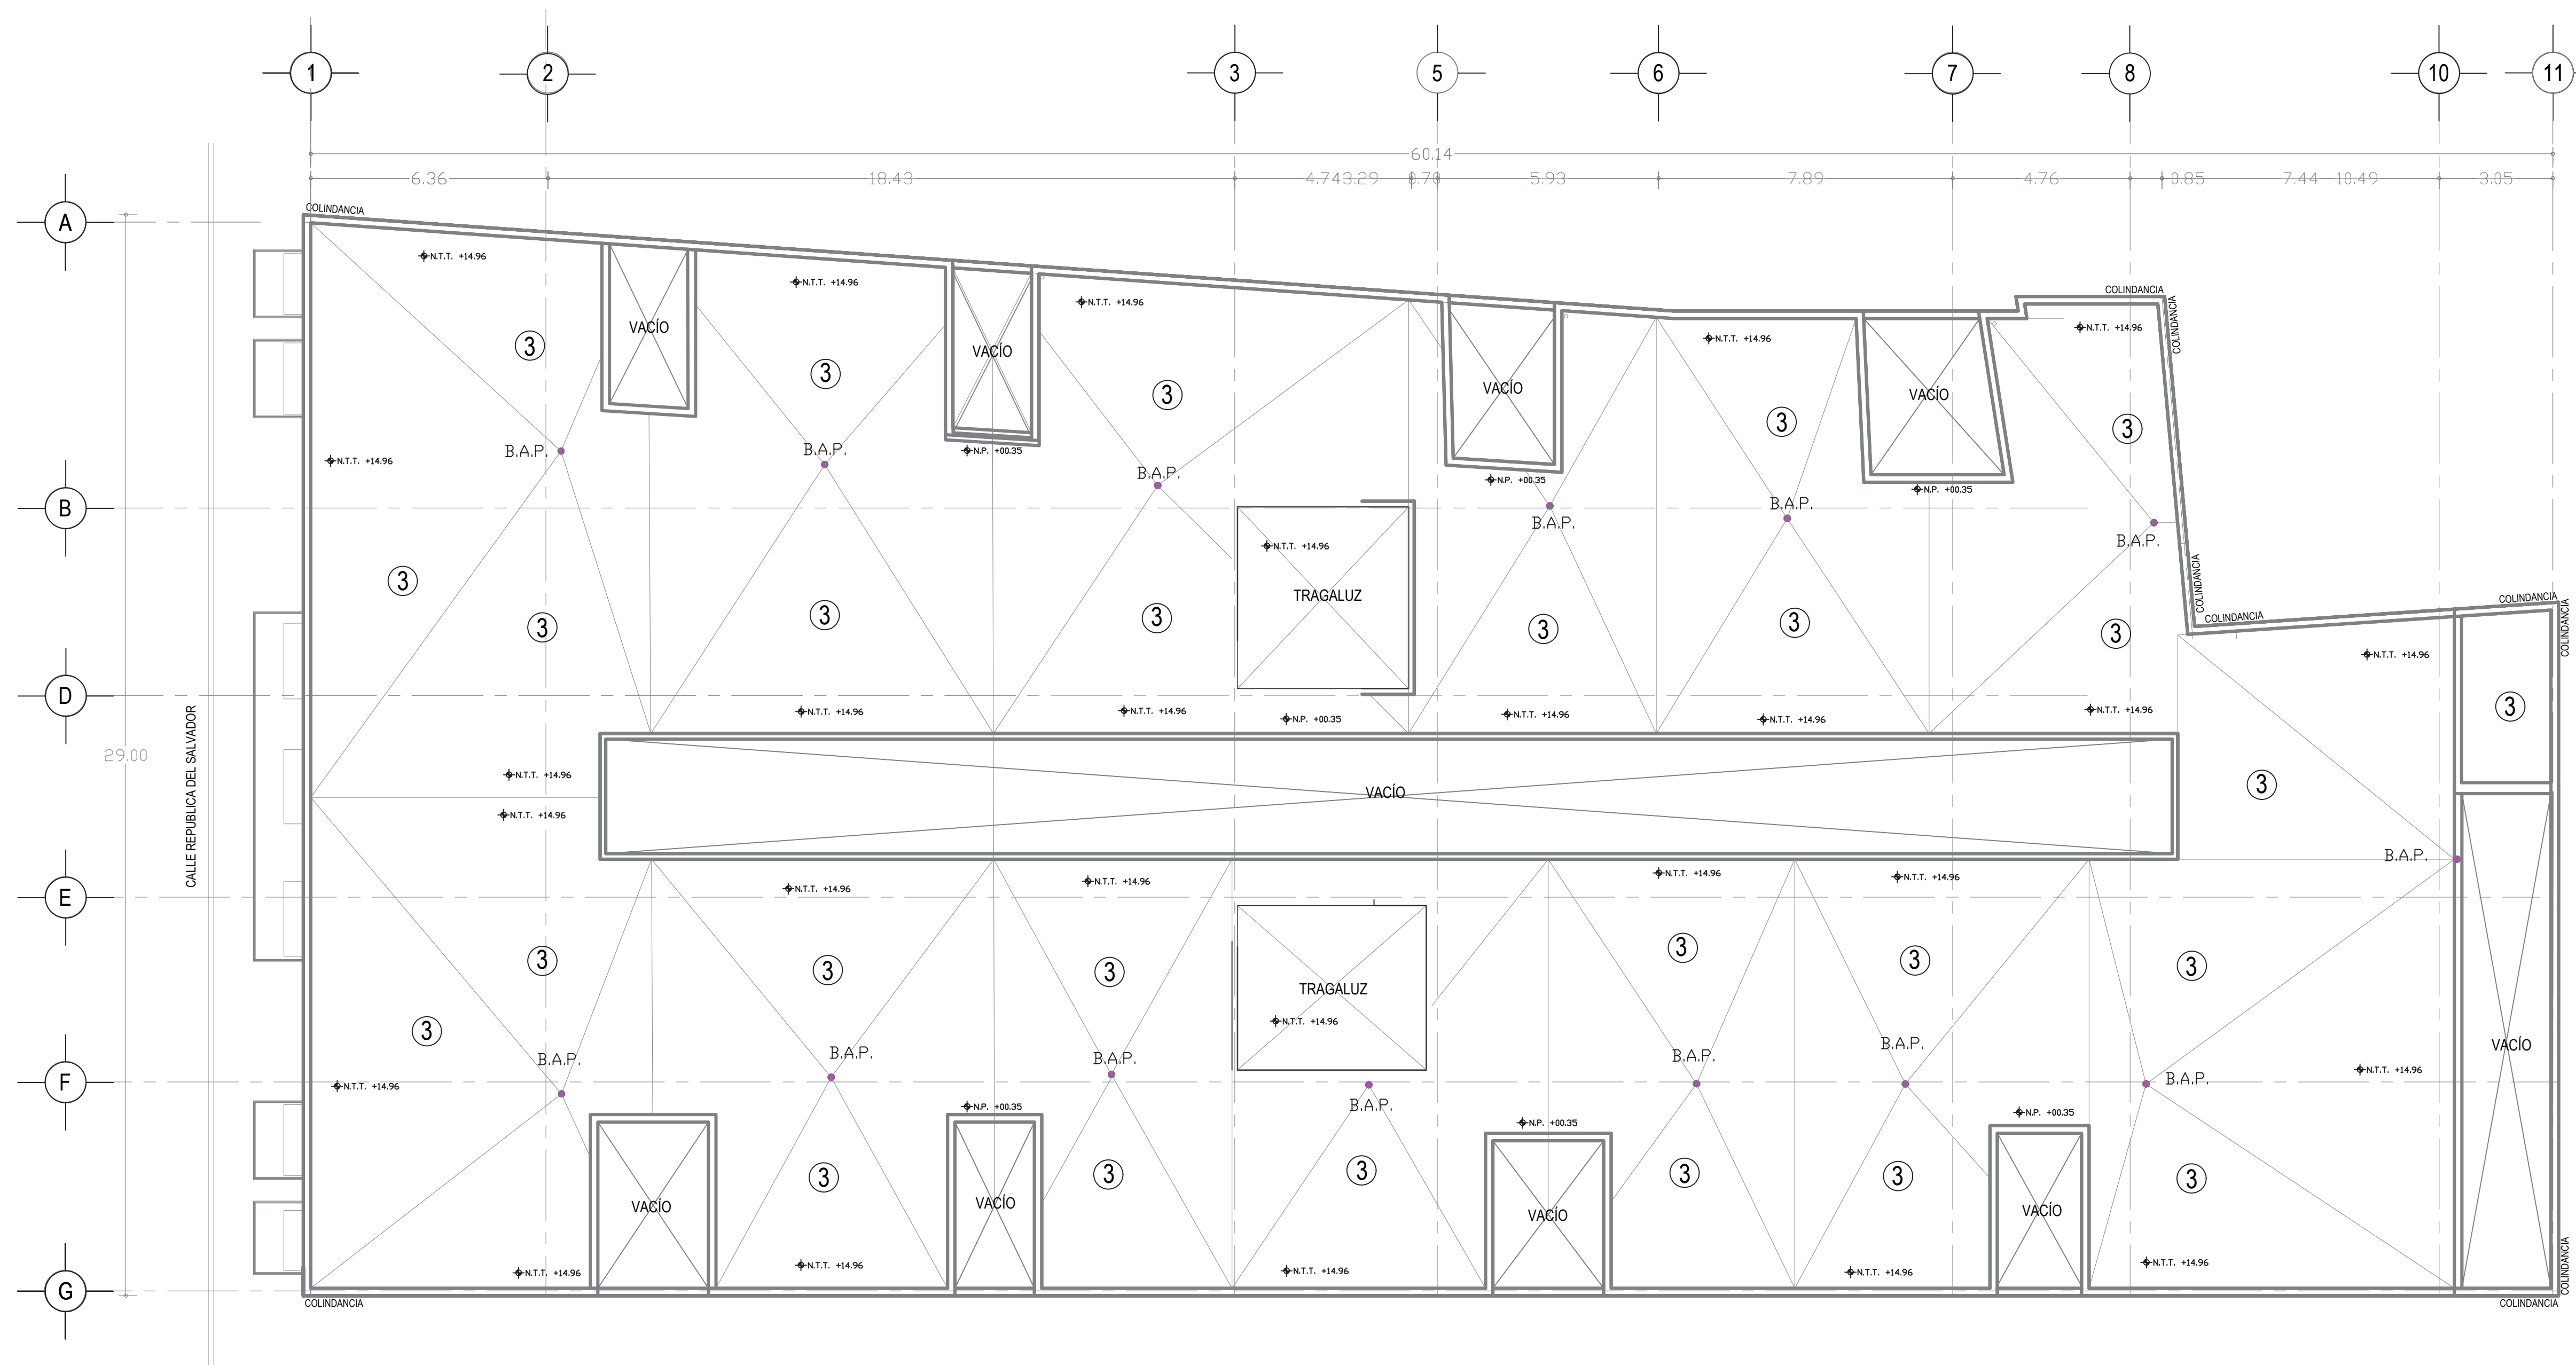 1 2 3 5 6 7 8 10 11
60.14
6.36 18.43 4.743.29 0.70 5.93 7.89 4.76 0.85 7.44 10.49 3.05
A
COLINDANCIA
COLINDANCIA
COLINDANCIA
N.T.T. +14.96
N.T.T. +14.96
N.T.T. +14.96
N.T.T. +14.96
N.T.T. +14.96
VACÍO
3
VACÍO
3
3
VACÍO
VACÍO
3
3
B.A.P.
B.A.P.
N.P. +00.35
N.T.T. +14.96
B.A.P.
N.P. +00.35
N.P. +00.35
B
B.A.P.
B.A.P.
B.A.P.
N.T.T. +14.96
3
TRAGALUZ
COLINDANCIA
COLINDANCIA
COLINDANCIA
COLINDANCIA
3
3
3
3
3
3
N.T.T. +14.96
D
3
N.T.T. +14.96
N.T.T. +14.96
N.P. +00.35
N.T.T. +14.96
N.T.T. +14.96
N.T.T. +14.96
29.00
CALLE REPUBLICA DEL SALVADOR
N.T.T. +14.96
VACÍO
3
N.T.T. +14.96
B.A.P.
N.T.T. +14.96
N.T.T. +14.96
N.T.T. +14.96
N.T.T. +14.96
E
3
3
3
3
3
3
TRAGALUZ
N.T.T. +14.96
3
VACÍO
B.A.P.
B.A.P.
B.A.P.
B.A.P.
B.A.P.
N.T.T. +14.96
F
N.T.T. +14.96
B.A.P.
B.A.P.
N.P. +00.35
N.P. +00.35
N.P. +00.35
3
3
3
3
3
3
VACÍO
VACÍO
VACÍO
VACÍO
N.T.T. +14.96
N.T.T. +14.96
N.T.T. +14.96
N.T.T. +14.96
N.T.T. +14.96
COLINDANCIA
G
COLINDANCIA
COLINDANCIA